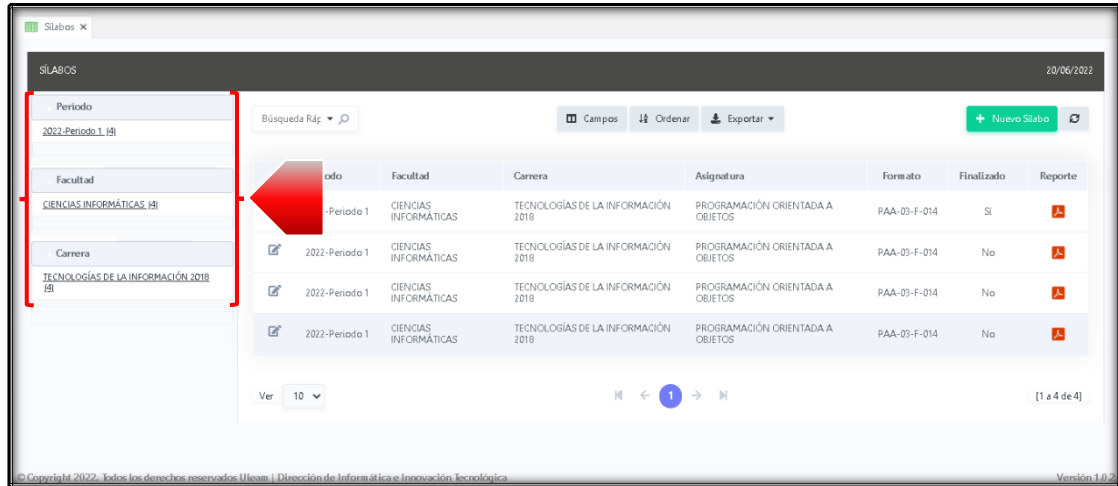 Sílabos ×
SÍLABOS 20/06/2022
Periodo
2022-Periodo 1 (4)
Facultad
CIENCIAS INFORMÁTICAS (4)
Carrera
TECNOLOGÍAS DE LA INFORMACIÓN 2018
(4)
Búsqueda Ráp
Campos Ordenar Exportar
+ Nuevo Sílabo
odo Facultad Carrera Asignatura Formato Finalizado Reporte
-Periodo 1 CIENCIAS INFORMÁTICAS TECNOLOGÍAS DE LA INFORMACIÓN 2018 PROGRAMACIÓN ORIENTADA A OBJETOS PAA-03-F-014 Sí
2022-Periodo 1 CIENCIAS INFORMÁTICAS TECNOLOGÍAS DE LA INFORMACIÓN 2018 PROGRAMACIÓN ORIENTADA A OBJETOS PAA-03-F-014 No
2022-Periodo 1 CIENCIAS INFORMÁTICAS TECNOLOGÍAS DE LA INFORMACIÓN 2018 PROGRAMACIÓN ORIENTADA A OBJETOS PAA-03-F-014 No
2022-Periodo 1 CIENCIAS INFORMÁTICAS TECNOLOGÍAS DE LA INFORMACIÓN 2018 PROGRAMACIÓN ORIENTADA A OBJETOS PAA-03-F-014 No
Ver 10 1 [1 a 4 de 4]
© Copyright 2022, Todos los derechos reservados Uleam | Dirección de Informática e Innovación Tecnológica Versión 1.0.2